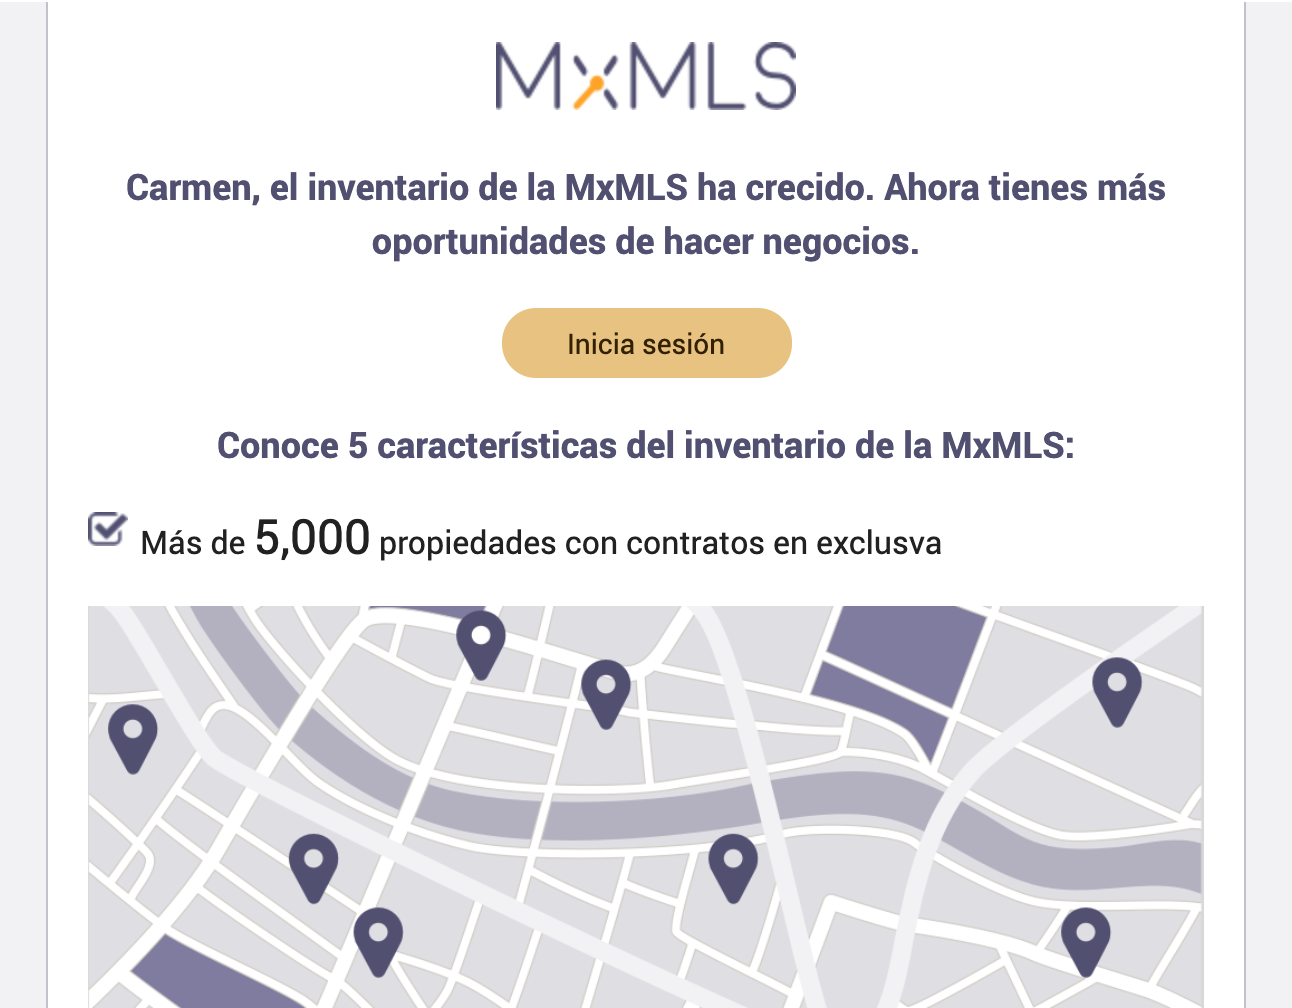 MxMLS
Carmen, el inventario de la MxMLS ha crecido. Ahora tienes más
oportunidades de hacer negocios.
Inicia sesión
Conoce 5 características del inventario de la MxMLS:
Más de 5,000 propiedades con contratos en exclusva